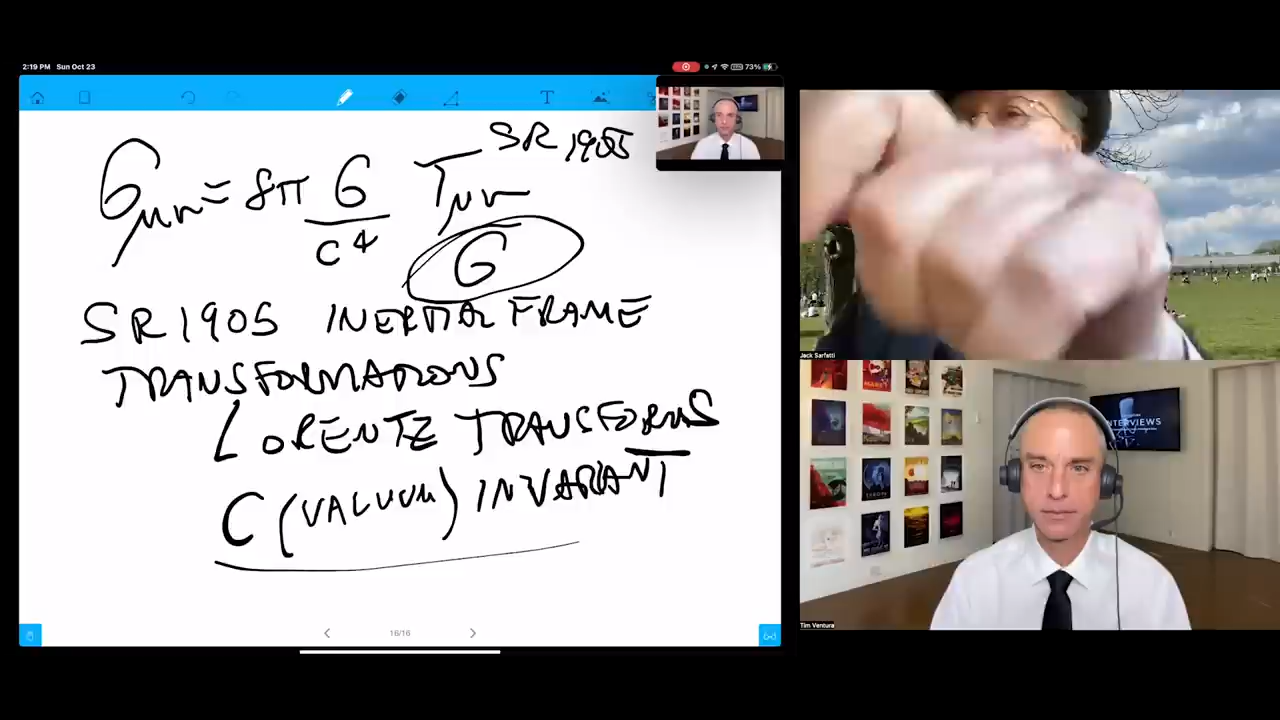 2:19 PM Sun Oct 23
73%
SR 1905
Gμν = 8π G/c⁴ Tμν
G
SR 1905 INERTIAL FRAME
TRANSFORMATIONS
LORENTZ TRANSFORMS
C (VACUUM) INVARIANT
16/16
Jack Sarfatti
INTERVIEWS
Tim Ventura